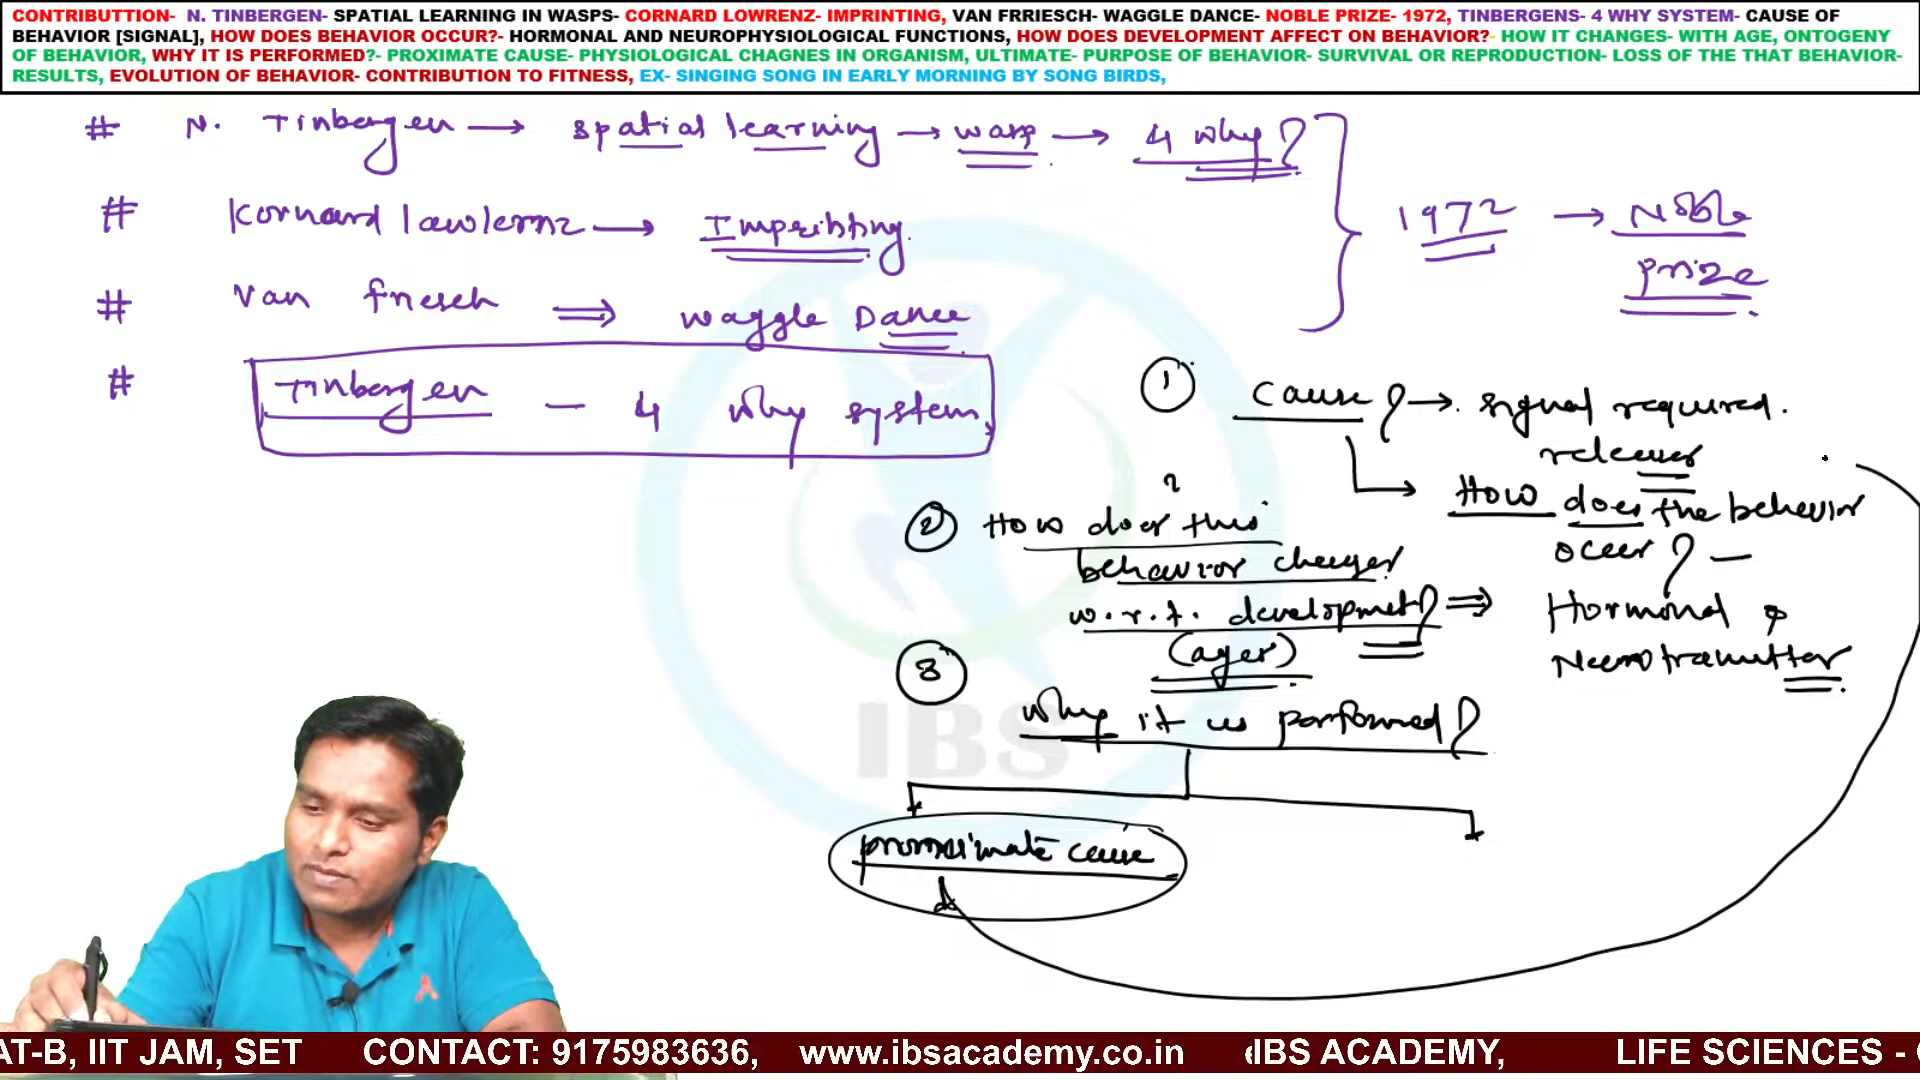 CONTRIBUTTION- N. TINBERGEN- SPATIAL LEARNING IN WASPS- CORNARD LOWRENZ- IMPRINTING, VAN FRRIESCH- WAGGLE DANCE- NOBLE PRIZE- 1972, TINBERGENS- 4 WHY SYSTEM- CAUSE OF
BEHAVIOR [SIGNAL], HOW DOES BEHAVIOR OCCUR?- HORMONAL AND NEUROPHYSIOLOGICAL FUNCTIONS, HOW DOES DEVELOPMENT AFFECT ON BEHAVIOR?- HOW IT CHANGES- WITH AGE, ONTOGENY
OF BEHAVIOR, WHY IT IS PERFORMED?- PROXIMATE CAUSE- PHYSIOLOGICAL CHAGNES IN ORGANISM, ULTIMATE- PURPOSE OF BEHAVIOR- SURVIVAL OR REPRODUCTION- LOSS OF THE THAT BEHAVIOR-
RESULTS, EVOLUTION OF BEHAVIOR- CONTRIBUTION TO FITNESS, EX- SINGING SONG IN EARLY MORNING BY SONG BIRDS,
# N. Tinbergen → spatial learning → wasp → 4 why?
# Kornard → Imprinting.
1972 → Noble
prize
# Van friesch ⇒ waggle Dance
# Tinbergen - 4 why system
① cause? → signal required.
releaser
→ How does the behavior
occur? -
Hormonal &
② How does this ?
behavior changes
w.r.t. development? ⇒
(ages)
③ why it is performed?
proximate cause
IBS
AT-B, IIT JAM, SET CONTACT: 9175983636, www.ibsacademy.co.in IBS ACADEMY, LIFE SCIENCES -